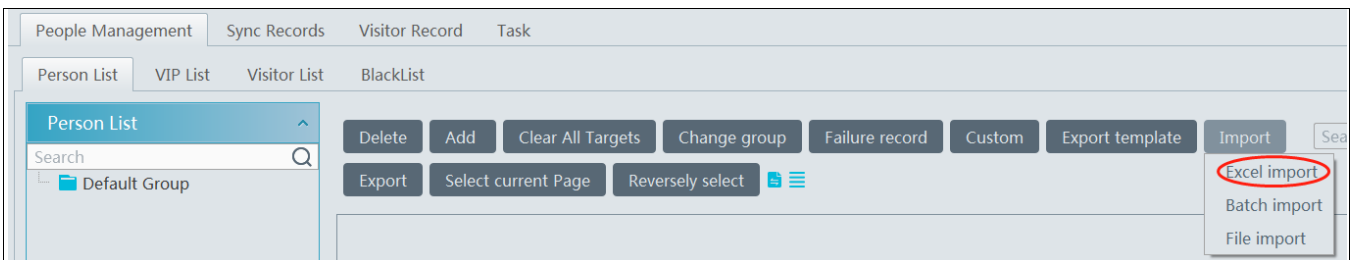 People Management Sync Records Visitor Record Task
Person List VIP List Visitor List BlackList
Person List
Search
Default Group
Delete Add Clear All Targets Change group Failure record Custom Export template Import Sea
Export Select current Page Reversely select
Excel import
Batch import
File import